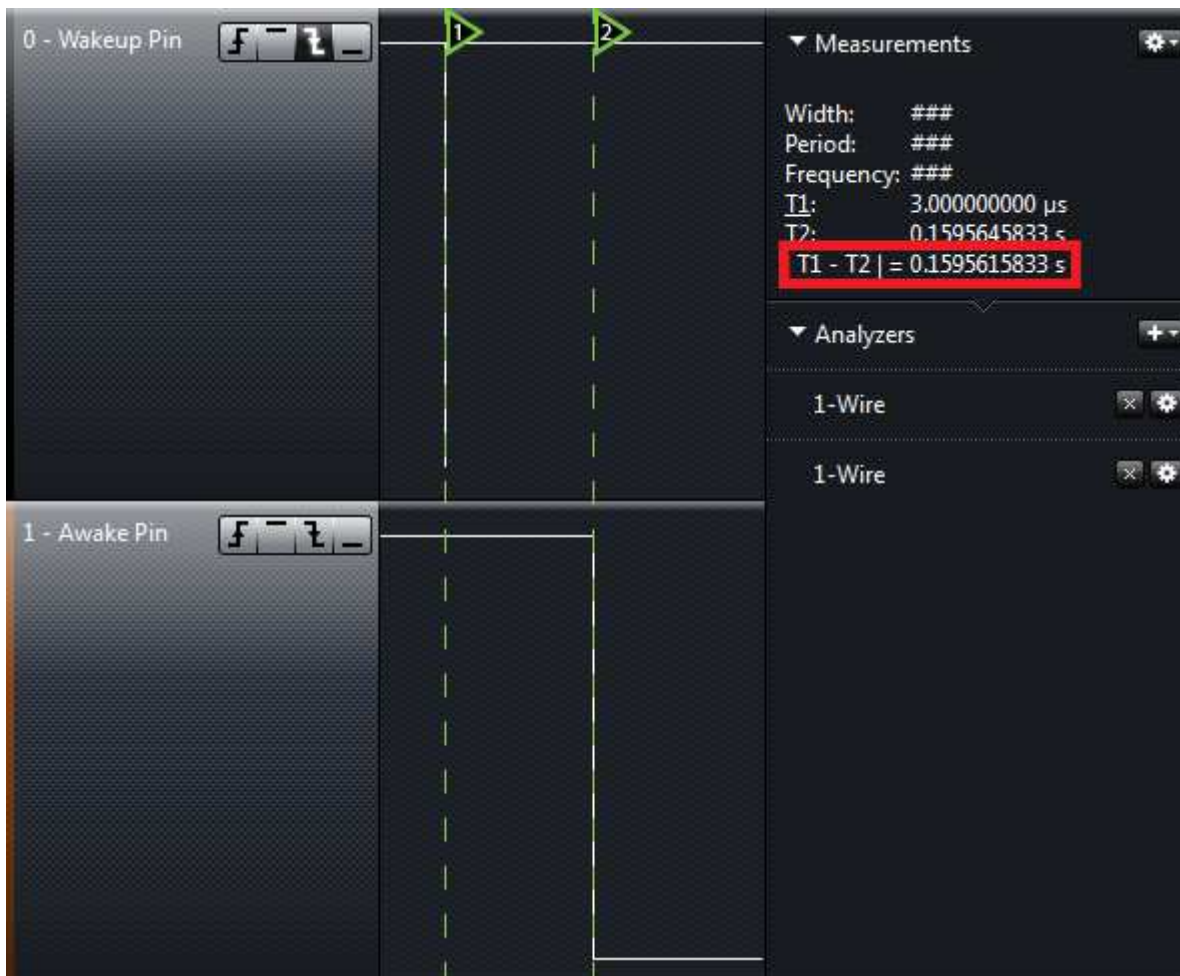 0 - Wakeup Pin
1
2
Measurements
Width: ###
Period: ###
Frequency: ###
T1: 3.000000000 µs
T2: 0.1595645833 s
T1 - T2 | = 0.1595615833 s
Analyzers
1-Wire
1-Wire
1 - Awake Pin